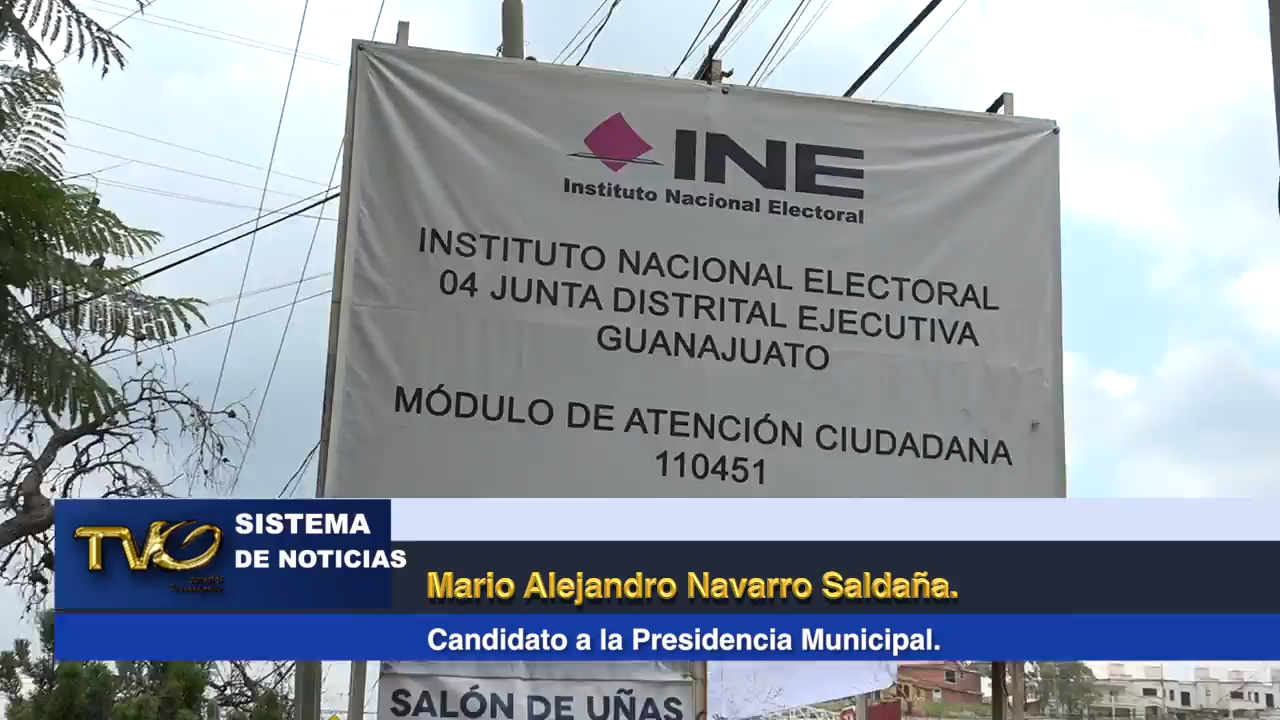 INE
Instituto Nacional Electoral
INSTITUTO NACIONAL ELECTORAL
04 JUNTA DISTRITAL EJECUTIVA
GUANAJUATO
MÓDULO DE ATENCIÓN CIUDADANA
110451
TVG
SISTEMA
DE NOTICIAS
Mario Alejandro Navarro Saldaña.
Candidato a la Presidencia Municipal.
SALÓN DE UÑAS